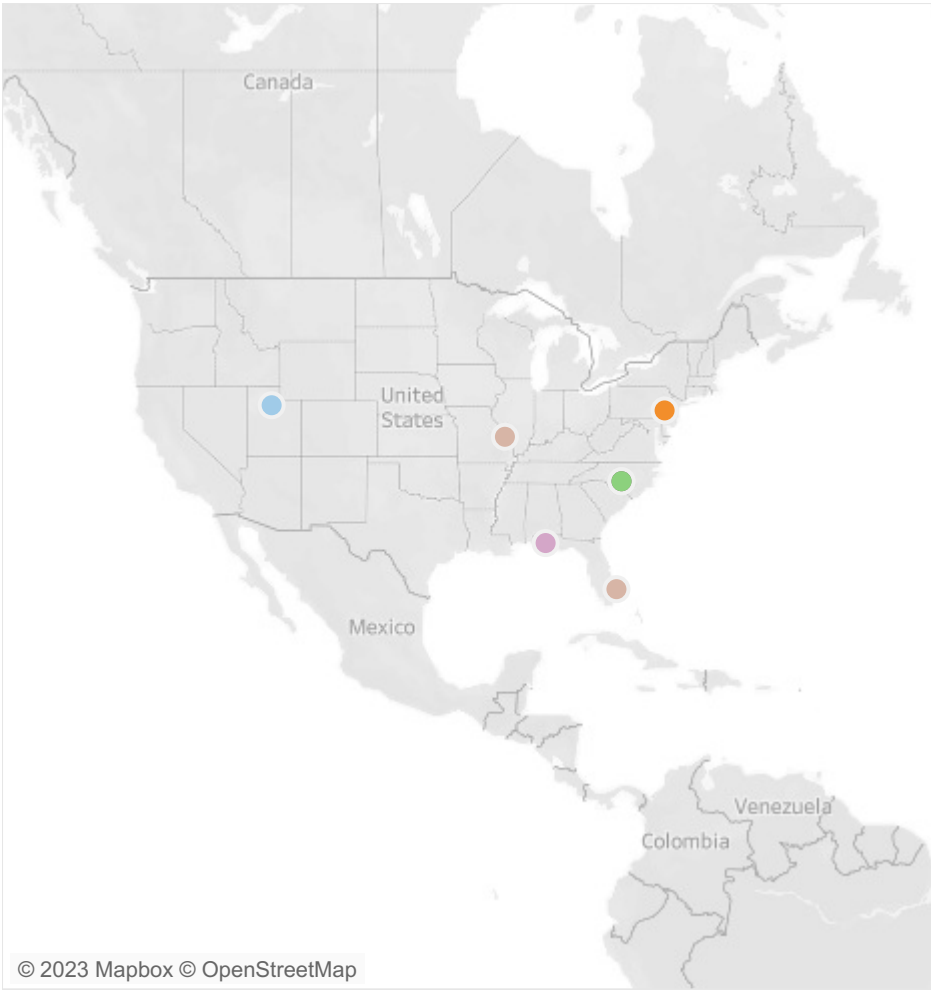 Canada
United
States
Mexico
Venezuela
Colombia
© 2023 Mapbox © OpenStreetMap